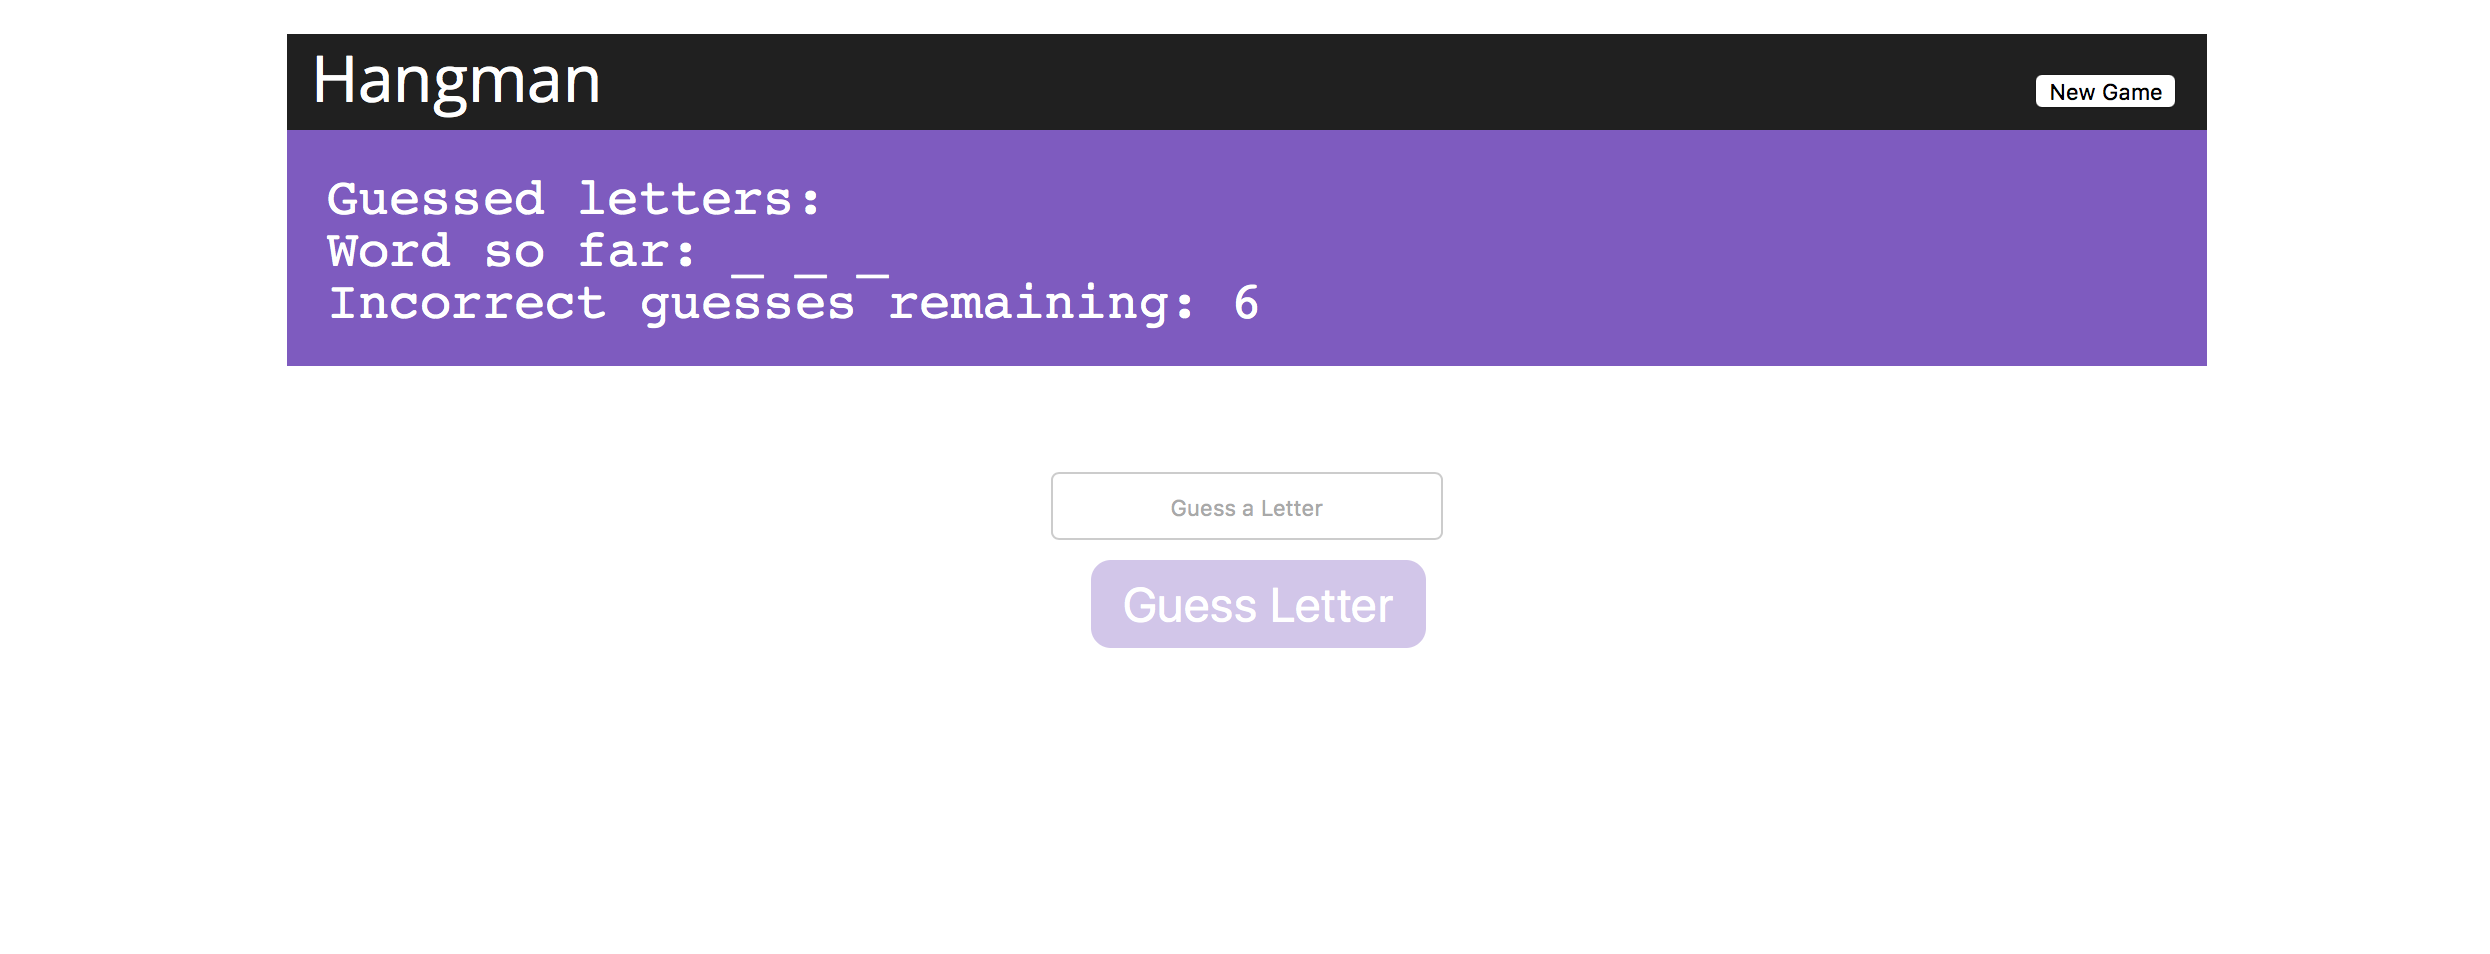 Hangman
New Game
Guessed letters:
Word so far: _ _ _
Incorrect guesses remaining: 6
Guess a Letter
Guess Letter